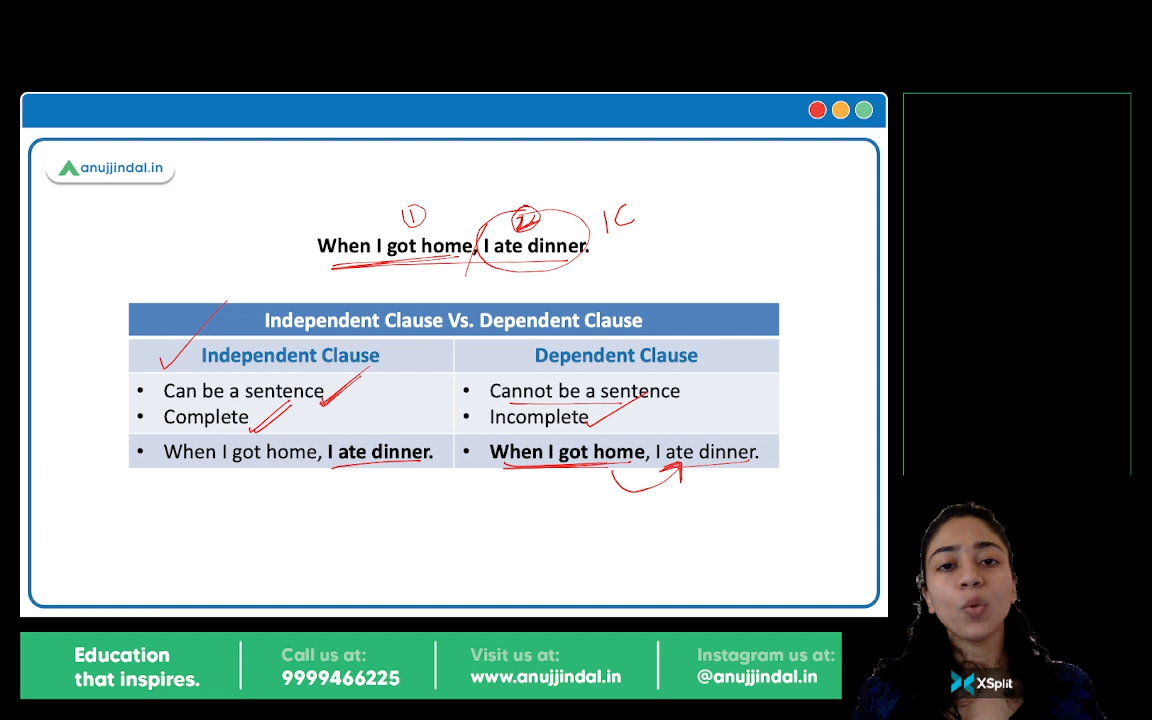 anujjindal.in
1 2 IC
When I got home, I ate dinner.
Independent Clause Vs. Dependent Clause
Independent Clause Dependent Clause
• Can be a sentence • Cannot be a sentence
• Complete • Incomplete
• When I got home, I ate dinner. • When I got home, I ate dinner.
Education
that inspires.
Call us at:
9999466225
Visit us at:
www.anujjindal.in
Instagram us at:
@anujjindal.in
XSplit